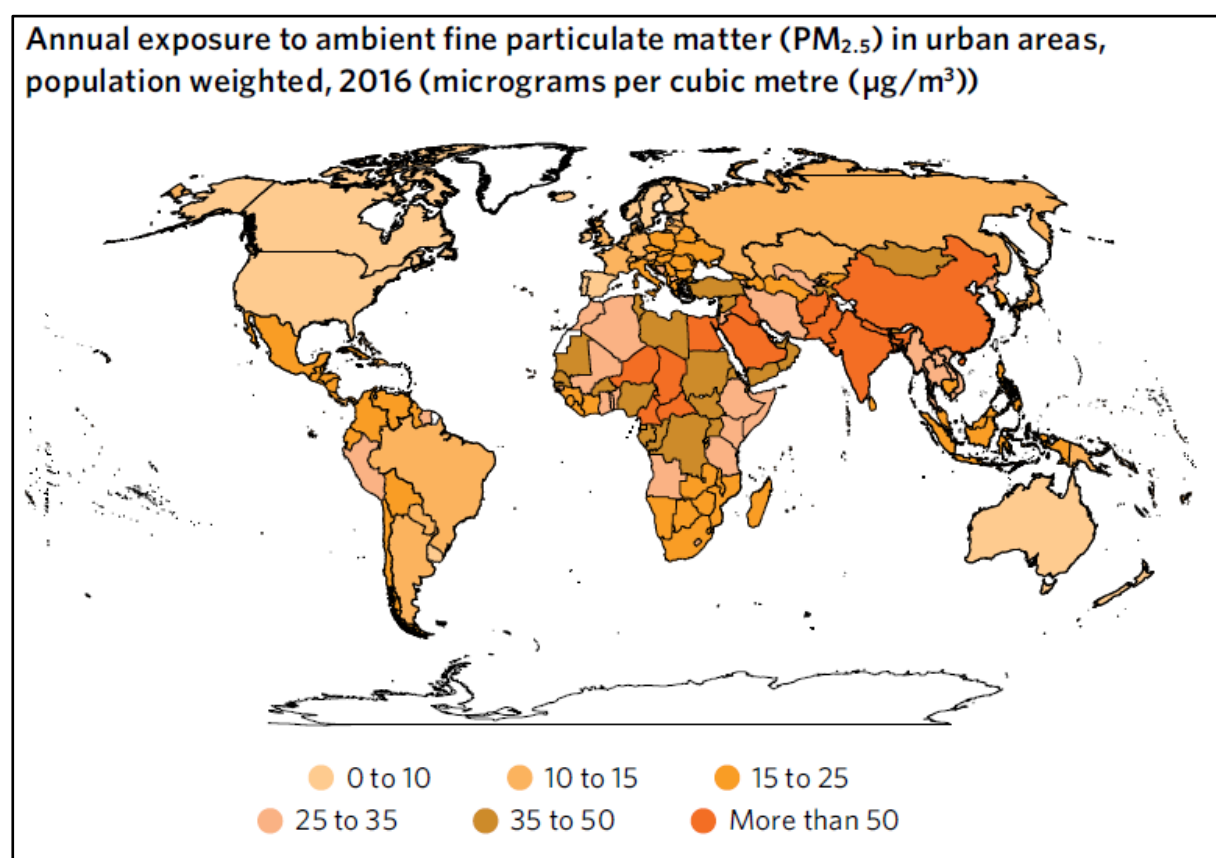 Annual exposure to ambient fine particulate matter (PM₂.₅) in urban areas,
population weighted, 2016 (micrograms per cubic metre (µg/m³))
0 to 10
10 to 15
15 to 25
25 to 35
35 to 50
More than 50